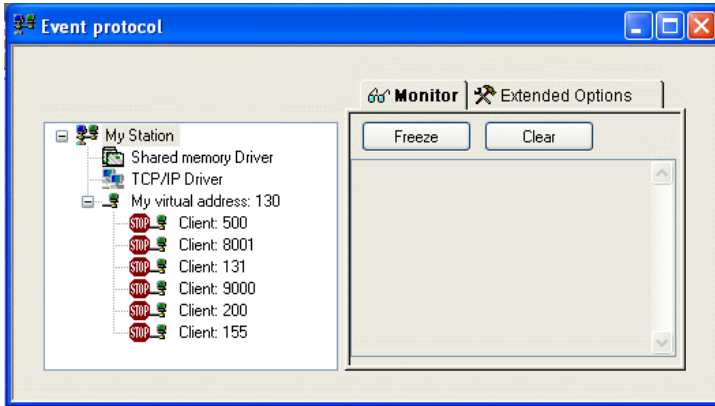 Event protocol
Monitor Extended Options
Freeze Clear
My Station
Shared memory Driver
TCP/IP Driver
My virtual address: 130
STOP Client: 500
STOP Client: 8001
STOP Client: 131
STOP Client: 9000
STOP Client: 200
STOP Client: 155